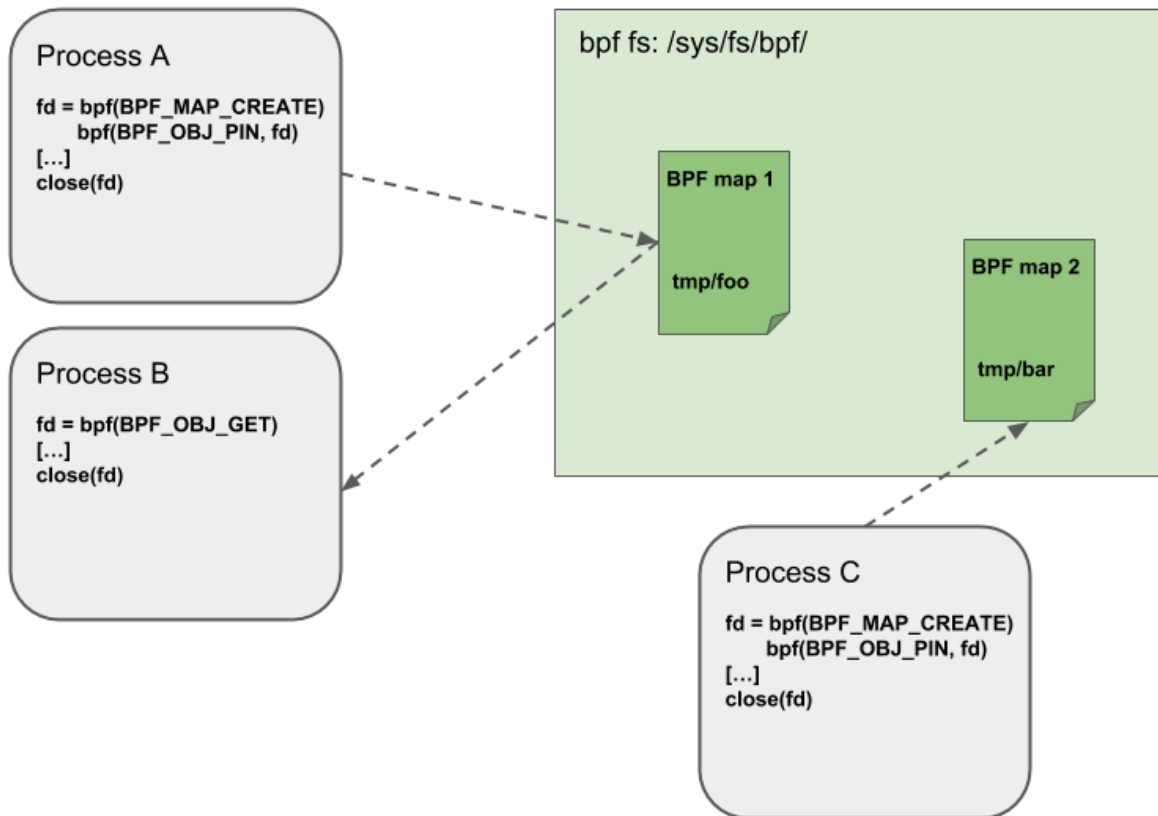 Process A
fd = bpf(BPF_MAP_CREATE)
bpf(BPF_OBJ_PIN, fd)
[…]
close(fd)
bpf fs: /sys/fs/bpf/
BPF map 1
tmp/foo
BPF map 2
tmp/bar
Process B
fd = bpf(BPF_OBJ_GET)
[…]
close(fd)
Process C
fd = bpf(BPF_MAP_CREATE)
bpf(BPF_OBJ_PIN, fd)
[…]
close(fd)